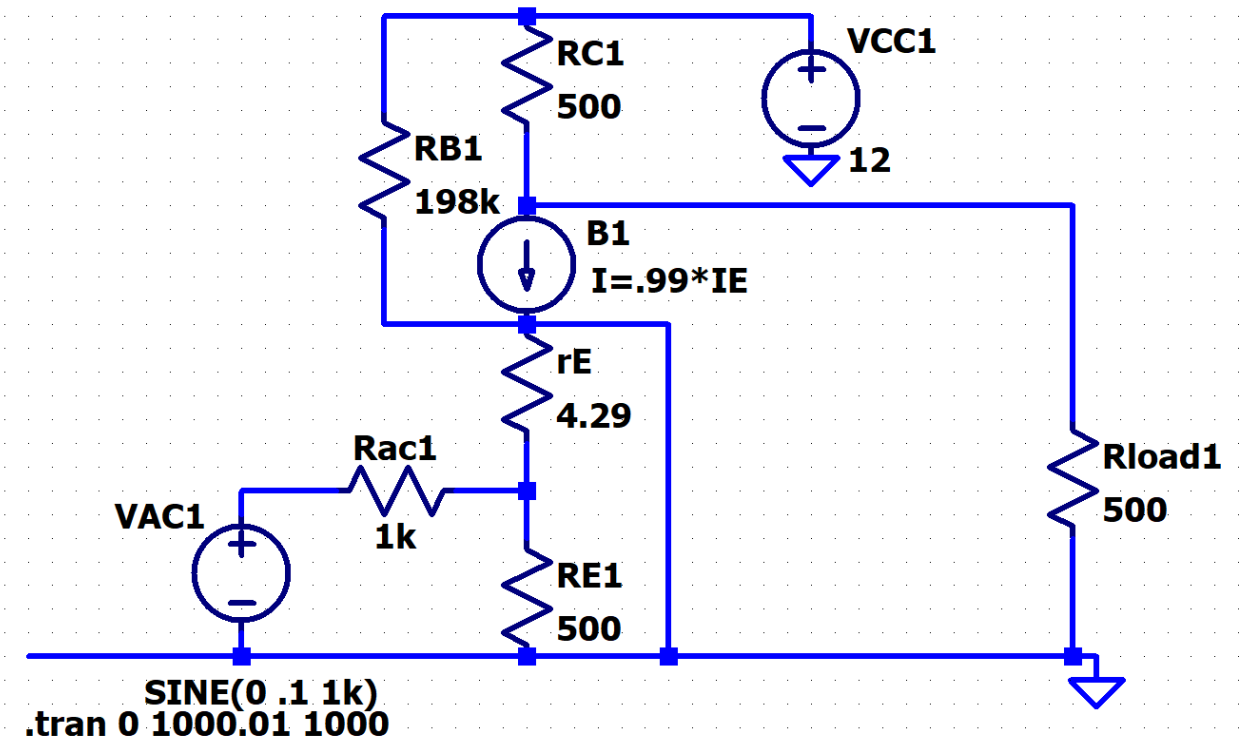 RC1
500
VCC1
12
RB1
198k
B1
I=.99*IE
rE
4.29
Rac1
1k
VAC1
Rload1
500
RE1
500
SINE(0 .1 1k)
.tran 0 1000.01 1000